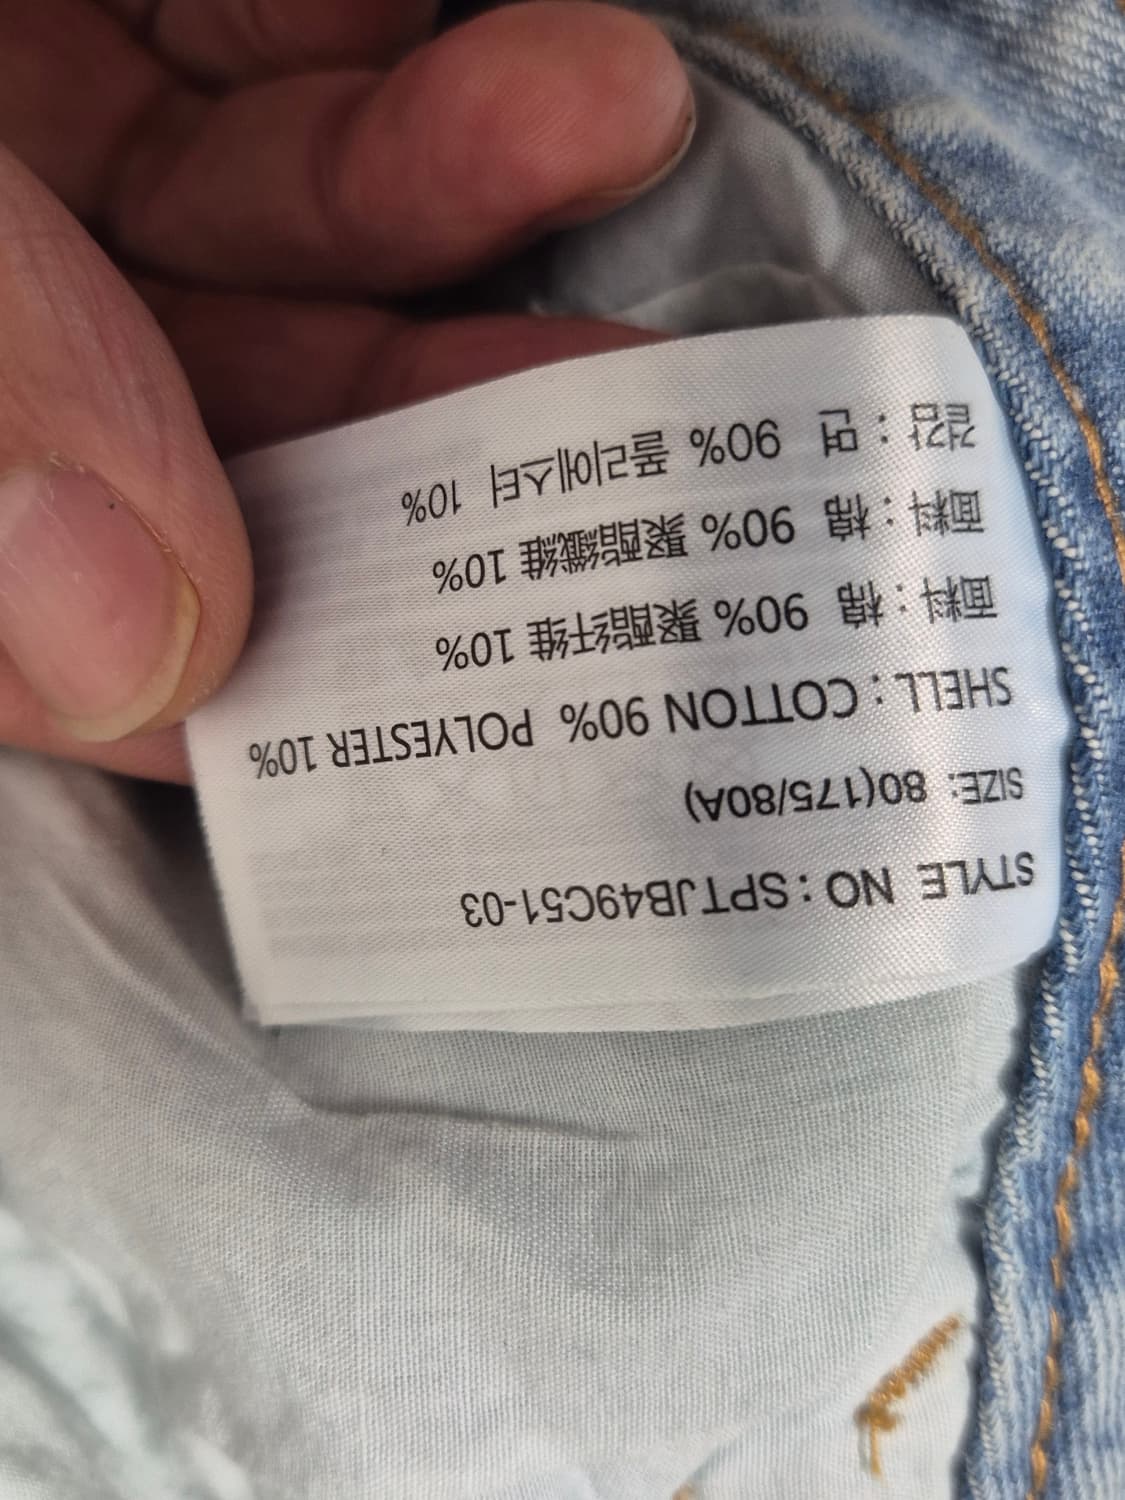 STYLE NO:SPTJB49C51-03
SIZE: 80(175/80A)
SHELL:COTTON 90% POLYESTER 10%
面料:棉 90% 聚酯纤维 10%
面料:棉 90% 聚酯纖維 10%
겉감:면 90% 폴리에스터 10%